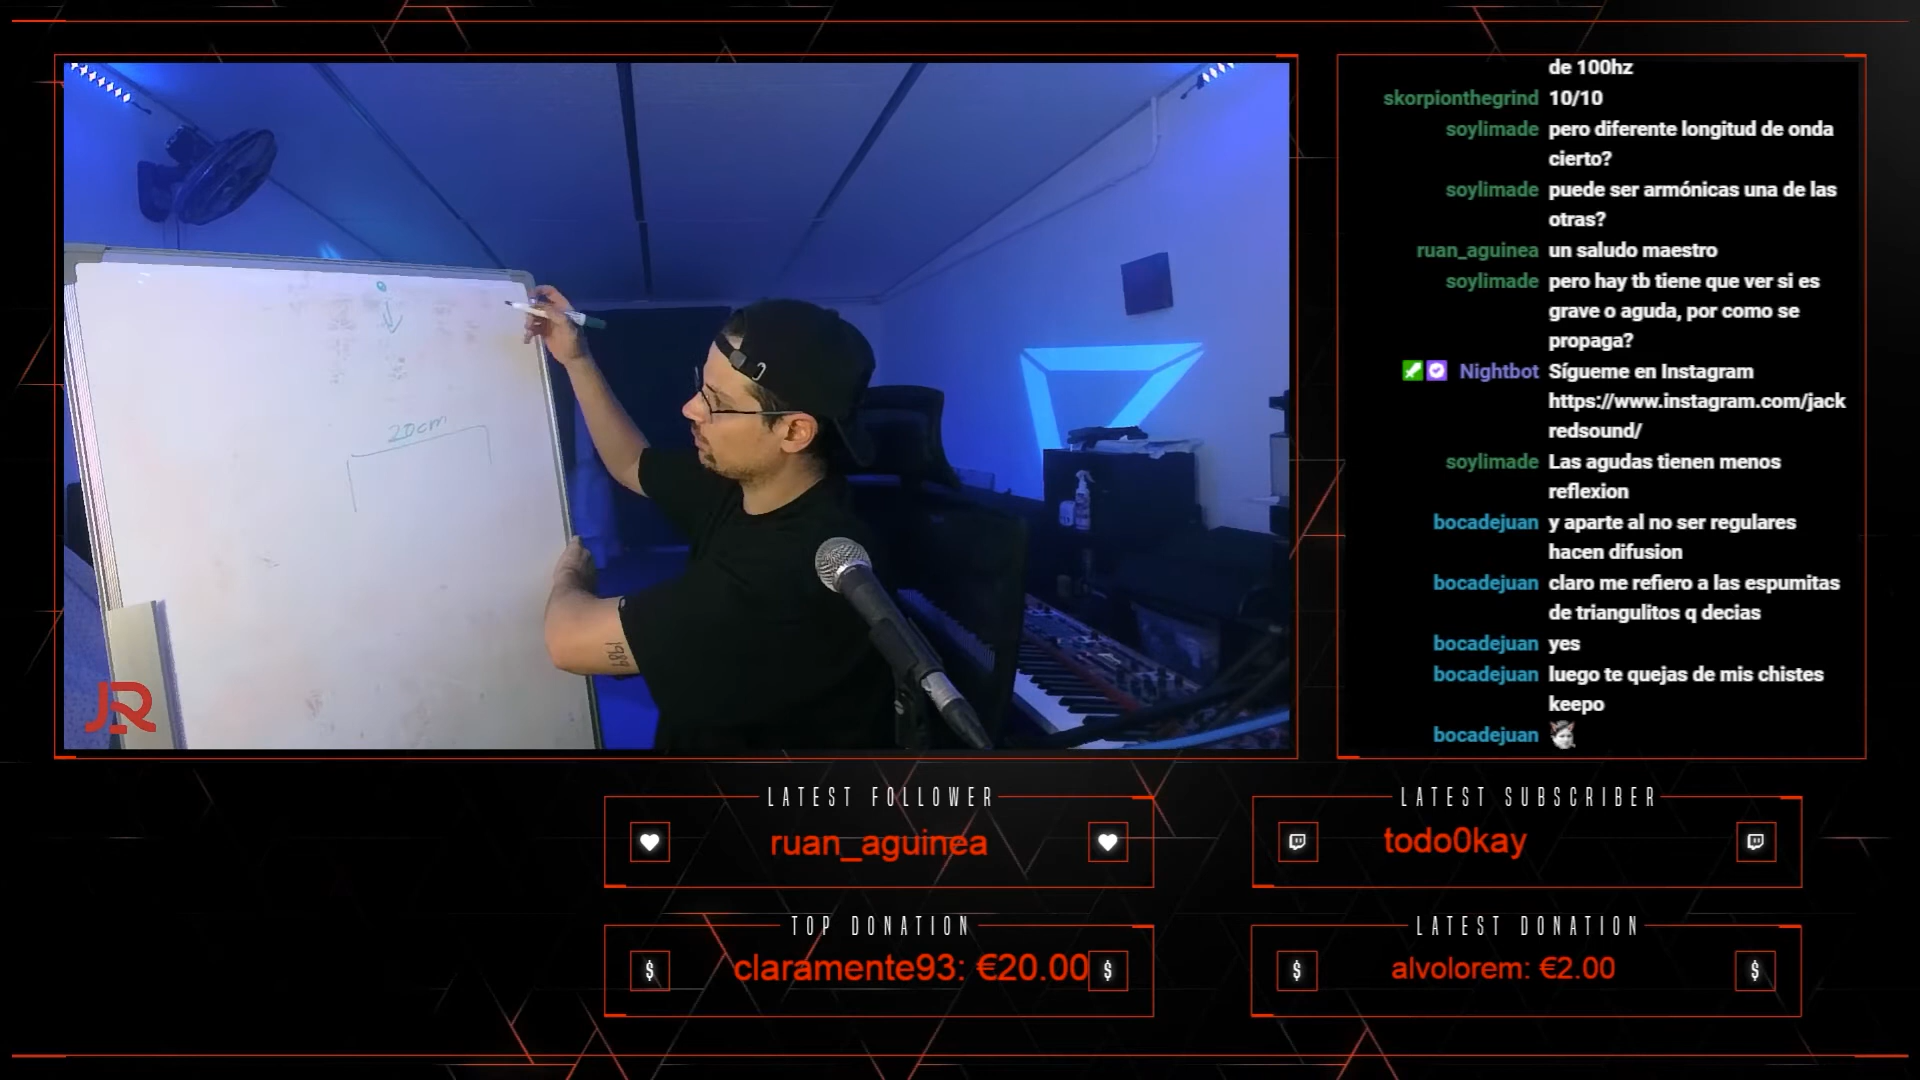 20cm
1989
JR
de 100hz
skorpionthegrind 10/10
soylimade pero diferente longitud de onda
cierto?
soylimade puede ser armónicas una de las
otras?
ruan_aguinea un saludo maestro
soylimade pero hay tb tiene que ver si es
grave o aguda, por como se
propaga?
Nightbot Sígueme en Instagram
https://www.instagram.com/jack
redsound/
soylimade Las agudas tienen menos
reflexion
bocadejuan y aparte al no ser regulares
hacen difusion
bocadejuan claro me refiero a las espumitas
de triangulitos q decias
bocadejuan yes
bocadejuan luego te quejas de mis chistes
keepo
bocadejuan
LATEST FOLLOWER
ruan_aguinea
LATEST SUBSCRIBER
todo0kay
TOP DONATION
$ claramente93: €20.00 $
LATEST DONATION
$ alvolorem: €2.00 $